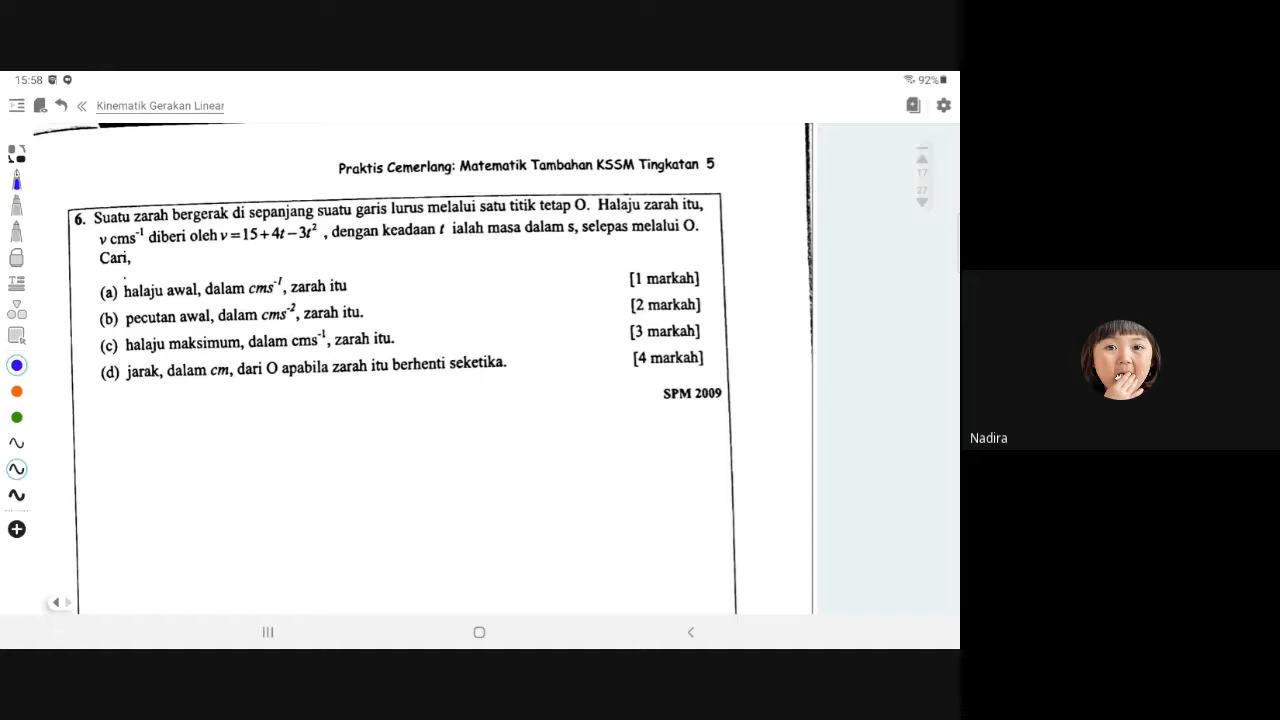 15:58
92%
Kinematik Gerakan Linear
Praktis Cemerlang: Matematik Tambahan KSSM Tingkatan 5
6. Suatu zarah bergerak di sepanjang suatu garis lurus melalui satu titik tetap O. Halaju zarah itu,
v cms⁻¹ diberi oleh v = 15 + 4t − 3t² , dengan keadaan t ialah masa dalam s, selepas melalui O.
Cari,
(a) halaju awal, dalam cms⁻¹, zarah itu [1 markah]
(b) pecutan awal, dalam cms⁻², zarah itu. [2 markah]
(c) halaju maksimum, dalam cms⁻¹, zarah itu. [3 markah]
(d) jarak, dalam cm, dari O apabila zarah itu berhenti seketika. [4 markah]
SPM 2009
17
27
Nadira